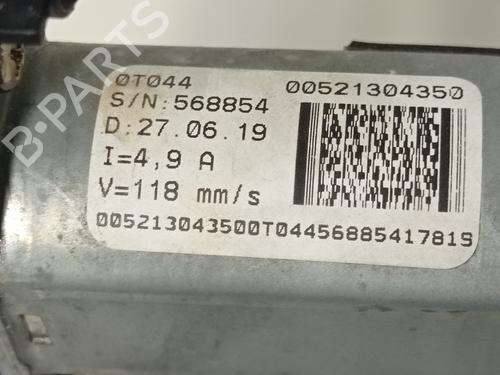 0T044 00521304350
S/N:568854
D:27.06.19
I=4,9 A
V=118 mm/s
005213043500T0445688541781S
B-Parts